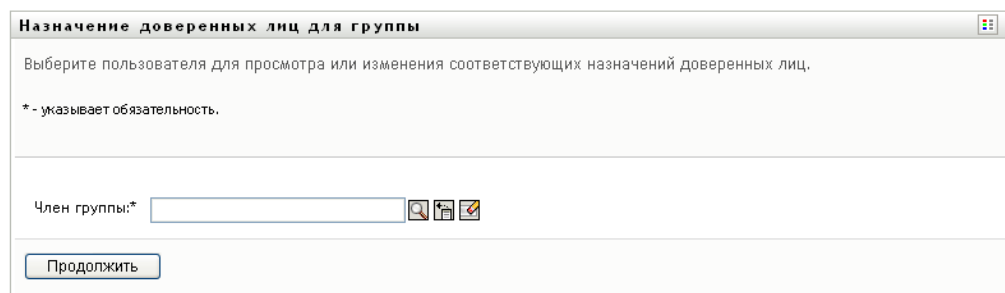 Назначение доверенных лиц для группы
Выберите пользователя для просмотра или изменения соответствующих назначений доверенных лиц.
* - указывает обязательность.
Член группы:*
Продолжить